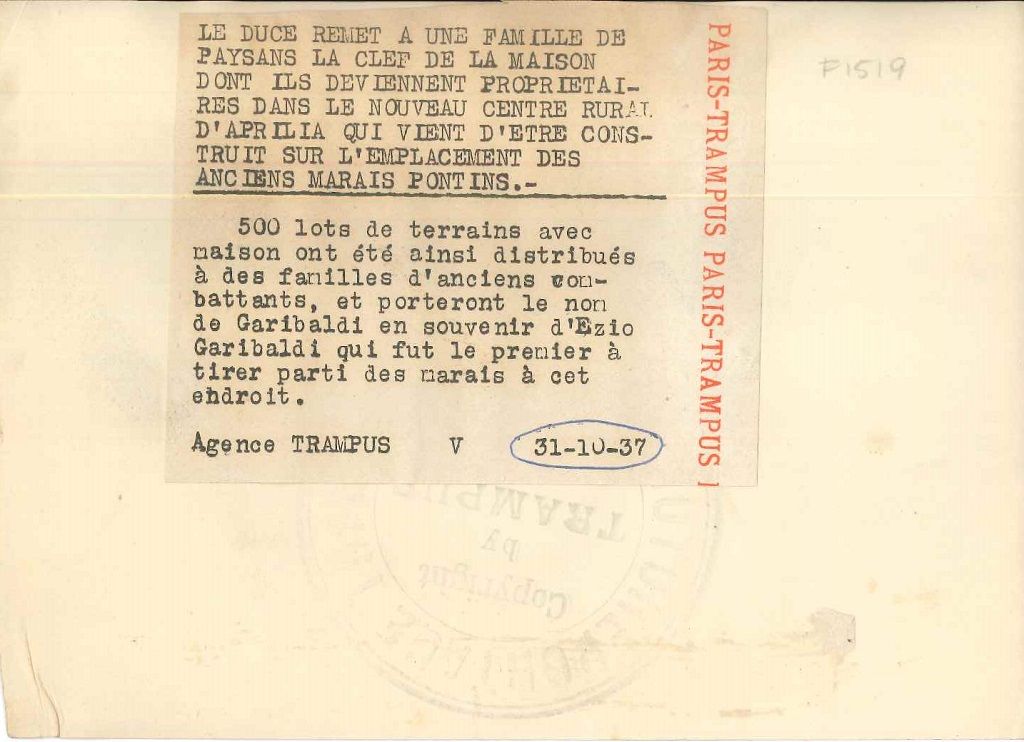 LE DUCE REMET A UNE FAMILLE DE
PAYSANS LA CLEF DE LA MAISON
DONT ILS DEVIENNENT PROPRIETAI-
RES DANS LE NOUVEAU CENTRE RURAL
D'APRILIA QUI VIENT D'ETRE CONS-
TRUIT SUR L'EMPLACEMENT DES
ANCIENS MARAIS PONTINS.-
500 lots de terrains avec
maison ont été ainsi distribués
à des familles d'anciens com-
battants, et porteront le nom
de Garibaldi en souvenir d'Ezio
Garibaldi qui fut le premier à
tirer parti des marais à cet
ehdroit.
Agence TRAMPUS V 31-10-37
PARIS-TRAMPUS PARIS-TRAMPUS
F1519
TRAMPUS
by
Copyright